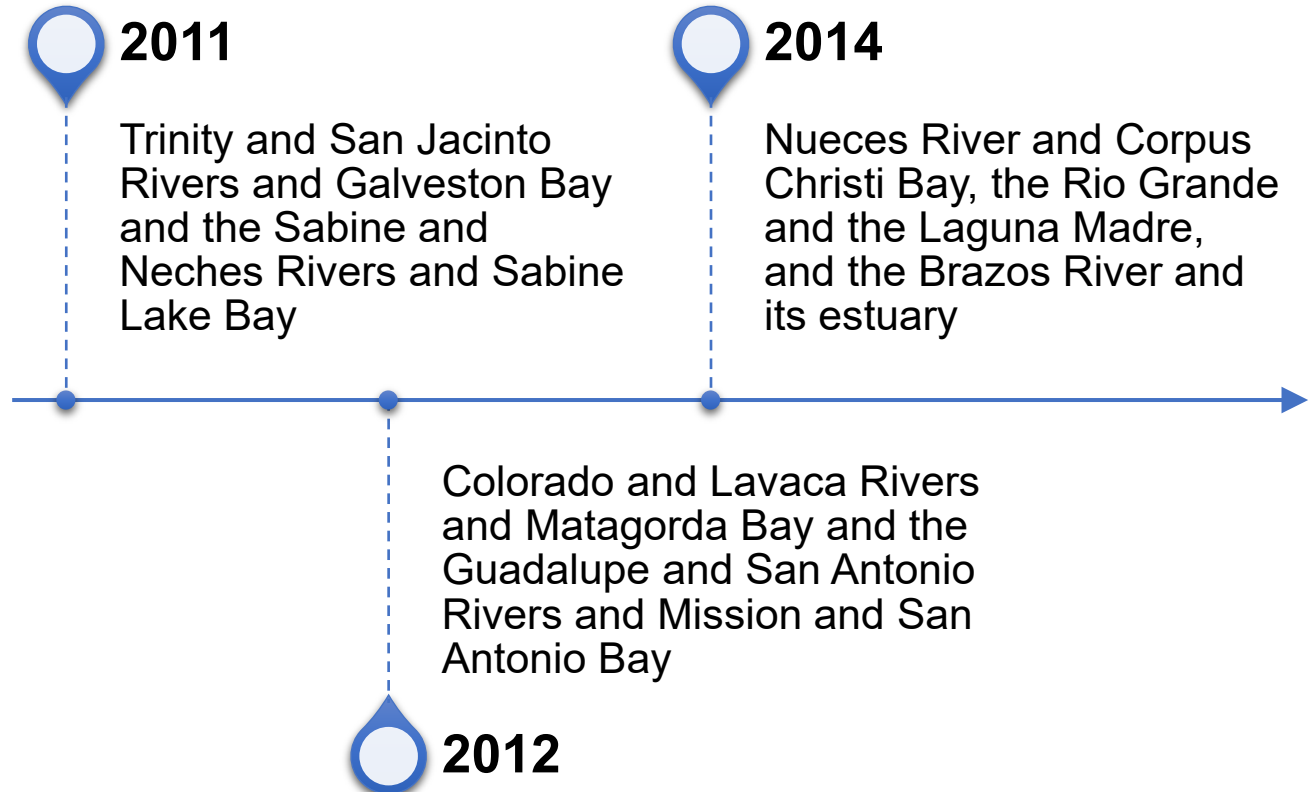 2011
Trinity and San Jacinto
Rivers and Galveston Bay
and the Sabine and
Neches Rivers and Sabine
Lake Bay
2014
Nueces River and Corpus
Christi Bay, the Rio Grande
and the Laguna Madre,
and the Brazos River and
its estuary
Colorado and Lavaca Rivers
and Matagorda Bay and the
Guadalupe and San Antonio
Rivers and Mission and San
Antonio Bay
2012